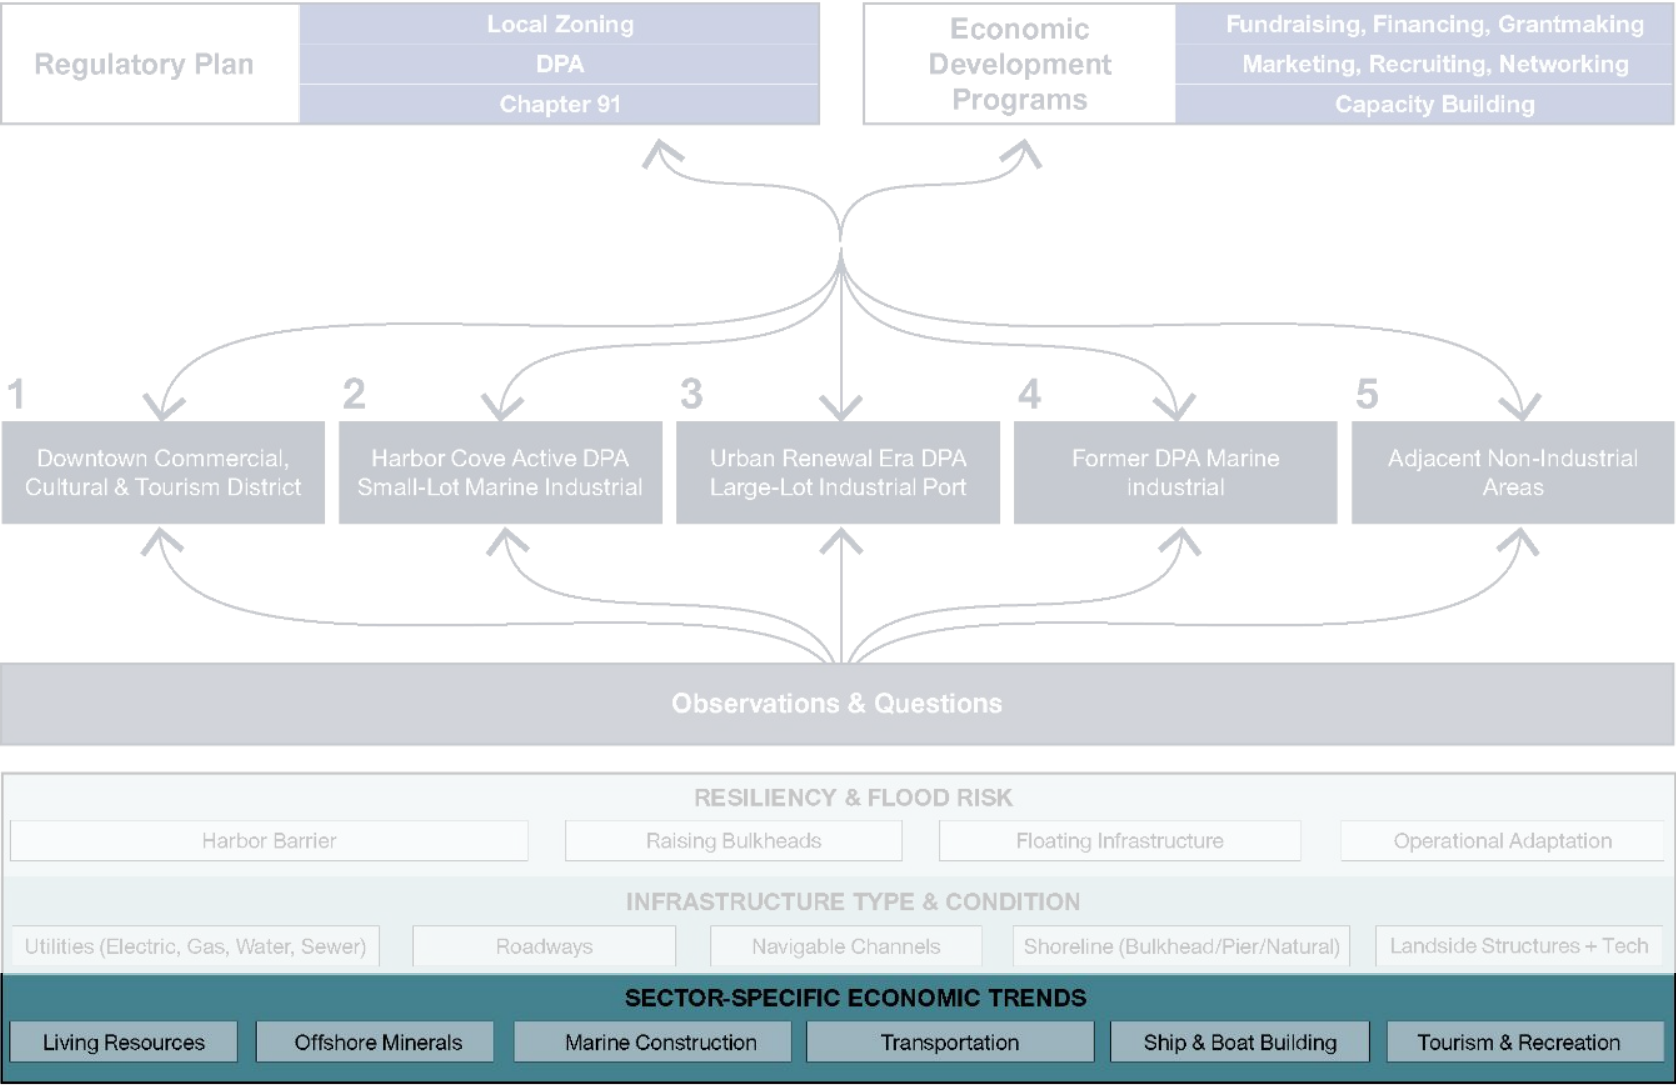 Regulatory Plan
Local Zoning
DPA
Chapter 91
Economic
Development
Programs
Fundraising, Financing, Grantmaking
Marketing, Recruiting, Networking
Capacity Building
1
Downtown Commercial,
Cultural & Tourism District
2
Harbor Cove Active DPA
Small-Lot Marine Industrial
3
Urban Renewal Era DPA
Large-Lot Industrial Port
4
Former DPA Marine
industrial
5
Adjacent Non-Industrial
Areas
Observations & Questions
RESILIENCY & FLOOD RISK
Harbor Barrier
Raising Bulkheads
Floating Infrastructure
Operational Adaptation
INFRASTRUCTURE TYPE & CONDITION
Utilities (Electric, Gas, Water, Sewer)
Roadways
Navigable Channels
Shoreline (Bulkhead/Pier/Natural)
Landside Structures + Tech
SECTOR-SPECIFIC ECONOMIC TRENDS
Living Resources
Offshore Minerals
Marine Construction
Transportation
Ship & Boat Building
Tourism & Recreation